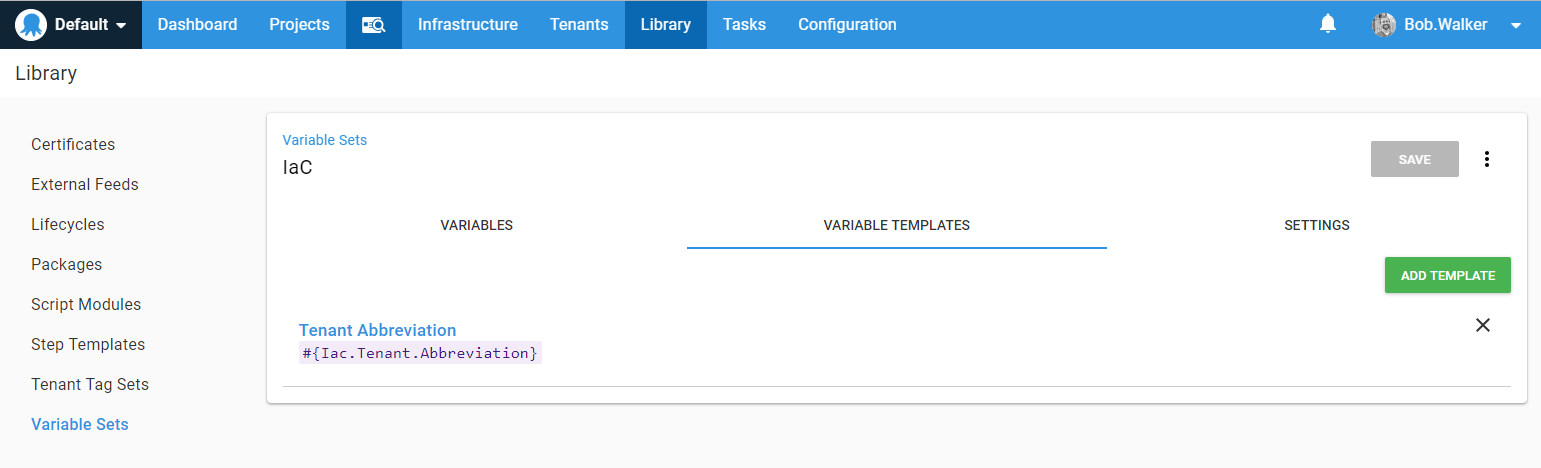 Default Dashboard Projects Infrastructure Tenants Library Tasks Configuration Bob.Walker
Library
Certificates
External Feeds
Lifecycles
Packages
Script Modules
Step Templates
Tenant Tag Sets
Variable Sets
Variable Sets
IaC
SAVE
VARIABLES VARIABLE TEMPLATES SETTINGS
ADD TEMPLATE
Tenant Abbreviation
#{Iac.Tenant.Abbreviation}